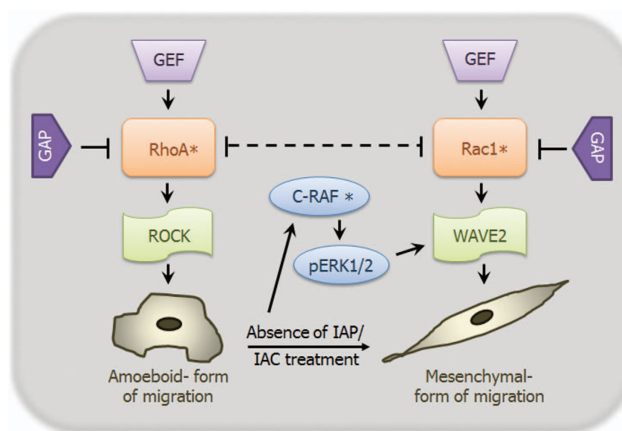 GEF
GEF
GAP
RhoA*
Rac1*
GAP
C-RAF *
ROCK
WAVE2
pERK1/2
Absence of IAP/
IAC treatment
Amoeboid- form
of migration
Mesenchymal-
form of migration